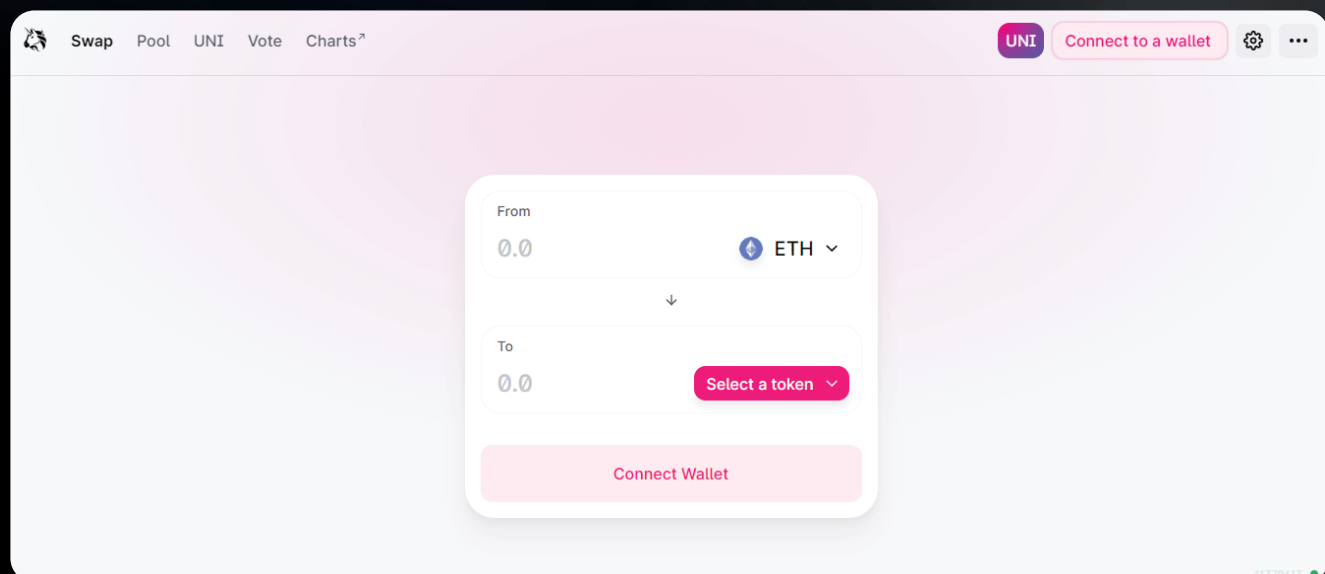 Swap Pool UNI Vote Charts↗ UNI Connect to a wallet
From
0.0 ETH
To
0.0 Select a token
Connect Wallet